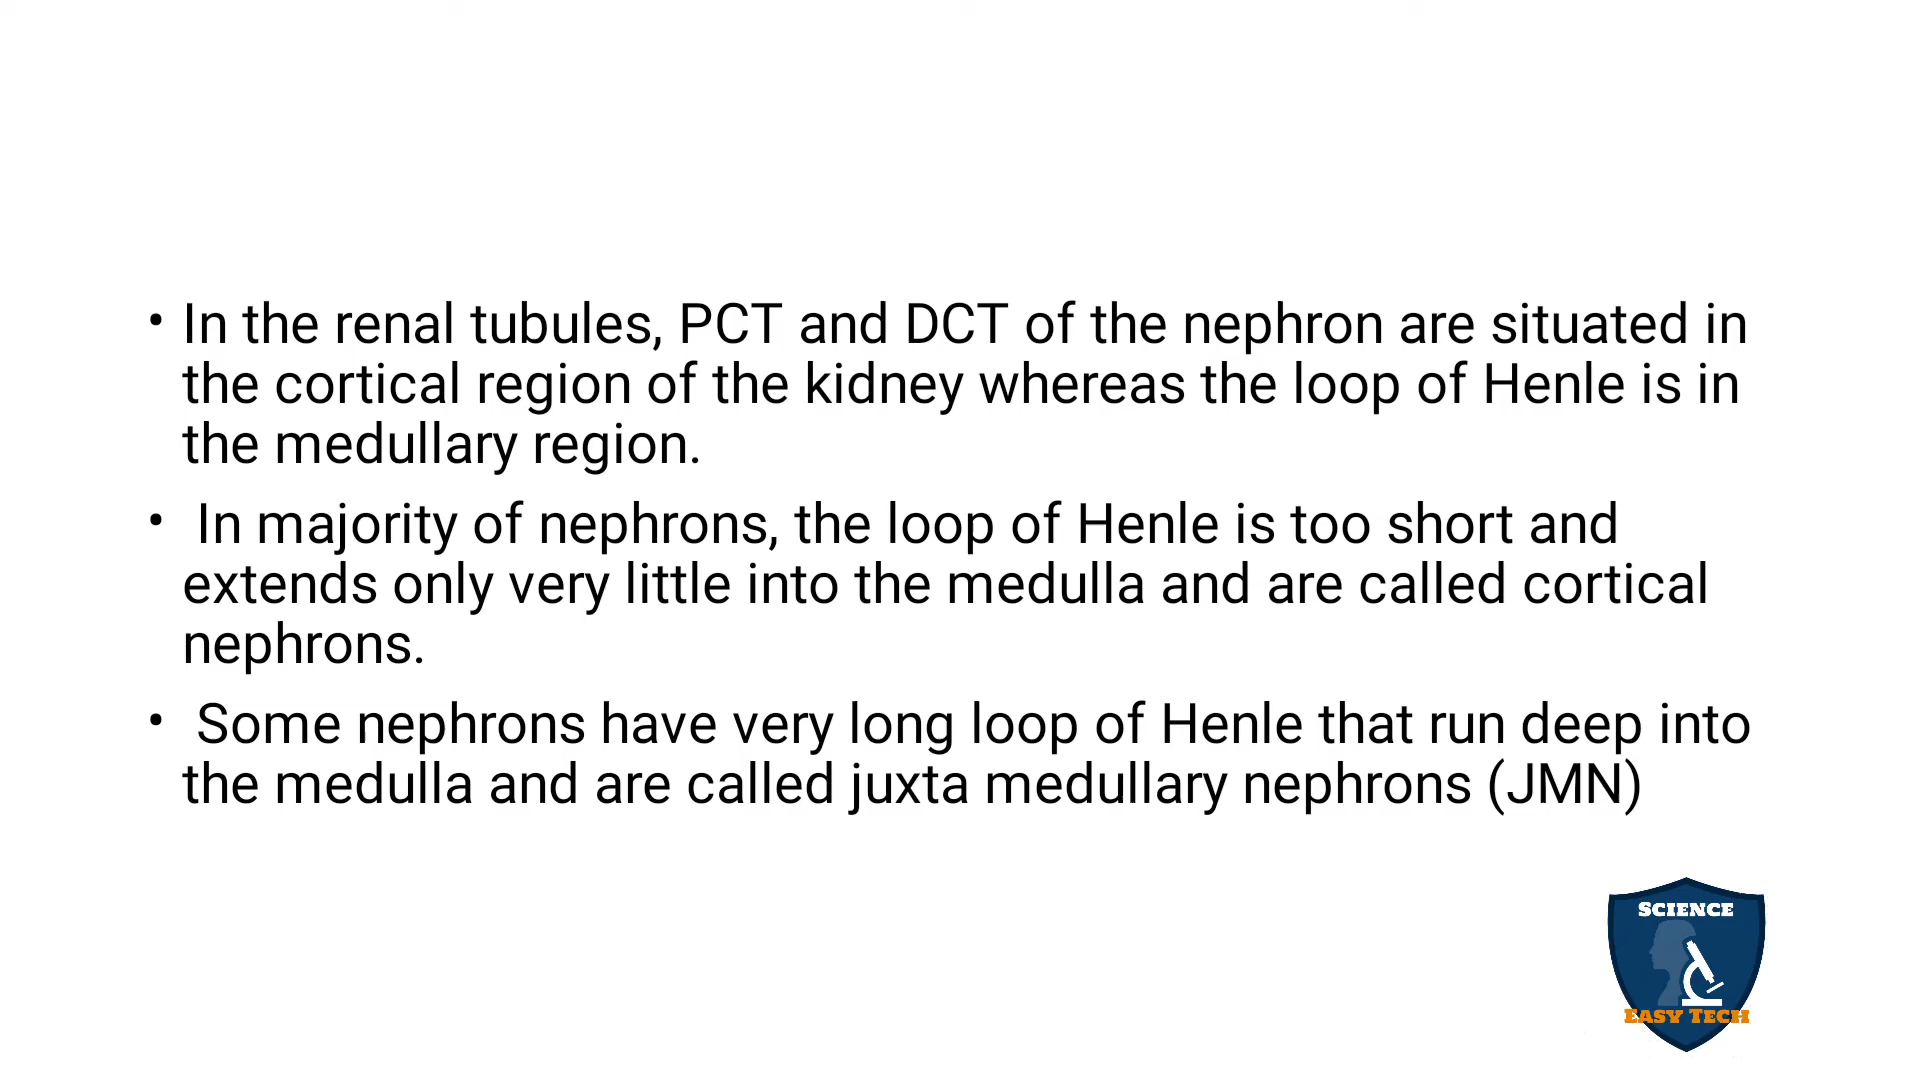 • In the renal tubules, PCT and DCT of the nephron are situated in
the cortical region of the kidney whereas the loop of Henle is in
the medullary region.
• In majority of nephrons, the loop of Henle is too short and
extends only very little into the medulla and are called cortical
nephrons.
• Some nephrons have very long loop of Henle that run deep into
the medulla and are called juxta medullary nephrons (JMN)
SCIENCE
EASY TECH